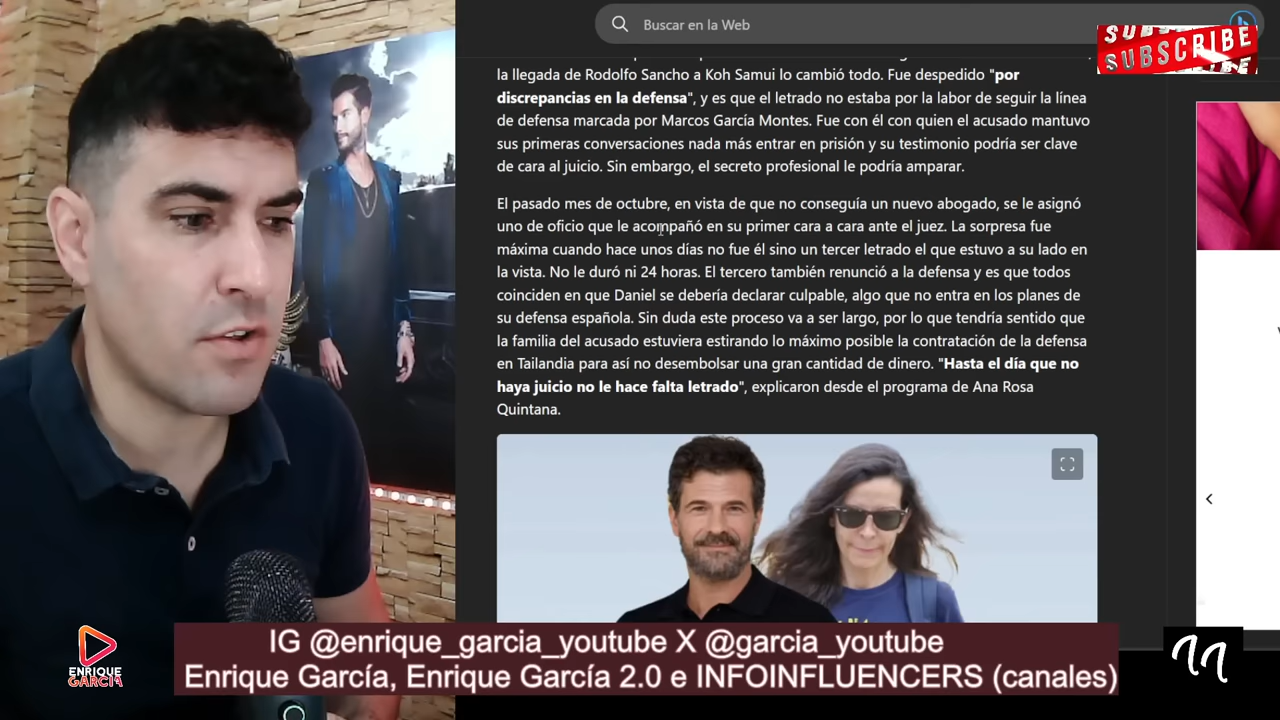 Buscar en la Web
SUBSCRIBE
la llegada de Rodolfo Sancho a Koh Samui lo cambió todo. Fue despedido "por
discrepancias en la defensa", y es que el letrado no estaba por la labor de seguir la línea
de defensa marcada por Marcos García Montes. Fue con él con quien el acusado mantuvo
sus primeras conversaciones nada más entrar en prisión y su testimonio podría ser clave
de cara al juicio. Sin embargo, el secreto profesional le podría amparar.
El pasado mes de octubre, en vista de que no conseguía un nuevo abogado, se le asignó
uno de oficio que le acompañó en su primer cara a cara ante el juez. La sorpresa fue
máxima cuando hace unos días no fue él sino un tercer letrado el que estuvo a su lado en
la vista. No le duró ni 24 horas. El tercero también renunció a la defensa y es que todos
coinciden en que Daniel se debería declarar culpable, algo que no entra en los planes de
su defensa española. Sin duda este proceso va a ser largo, por lo que tendría sentido que
la familia del acusado estuviera estirando lo máximo posible la contratación de la defensa
en Tailandia para así no desembolsar una gran cantidad de dinero. "Hasta el día que no
haya juicio no le hace falta letrado", explicaron desde el programa de Ana Rosa
Quintana.
IG @enrique_garcia_youtube X @garcia_youtube
Enrique García, Enrique García 2.0 e INFOINFLUENCERS (canales)
ENRIQUE
GARCÍA